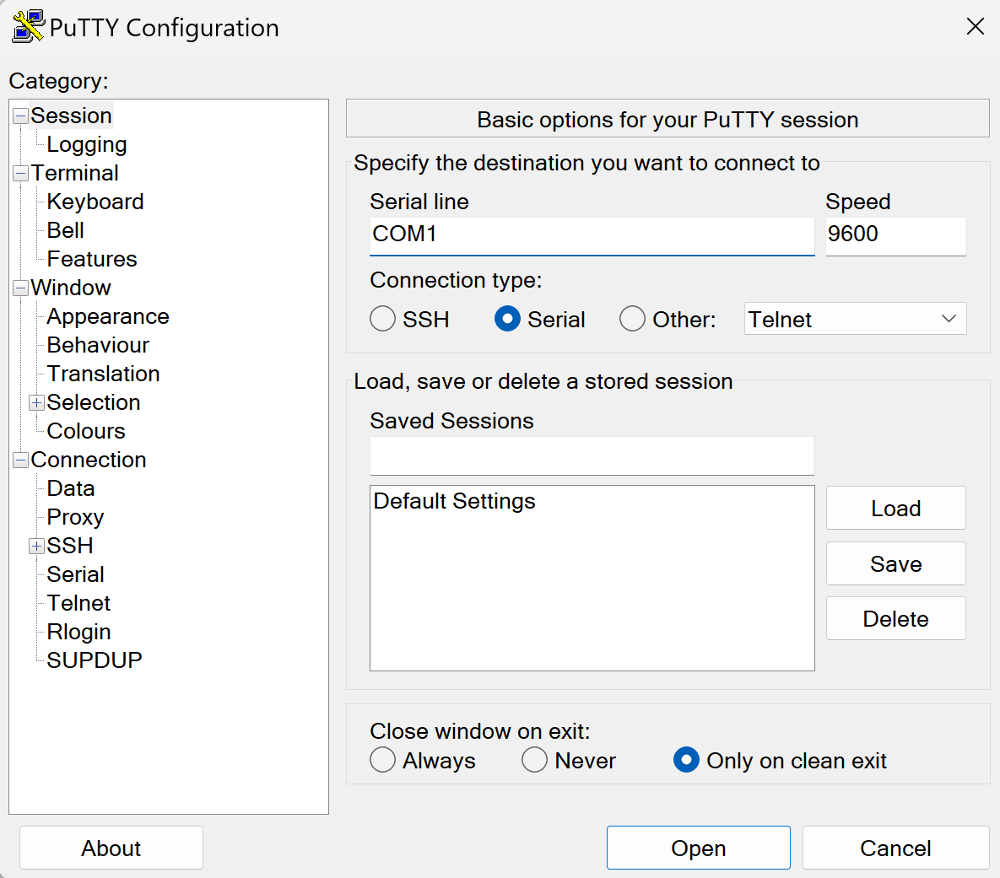 PuTTY Configuration
Category:
Session
Logging
Terminal
Keyboard
Bell
Features
Window
Appearance
Behaviour
Translation
Selection
Colours
Connection
Data
Proxy
SSH
Serial
Telnet
Rlogin
SUPDUP
Basic options for your PuTTY session
Specify the destination you want to connect to
Serial line Speed
COM1 9600
Connection type:
SSH Serial Other: Telnet
Load, save or delete a stored session
Saved Sessions
Default Settings
Load
Save
Delete
Close window on exit:
Always Never Only on clean exit
About Open Cancel